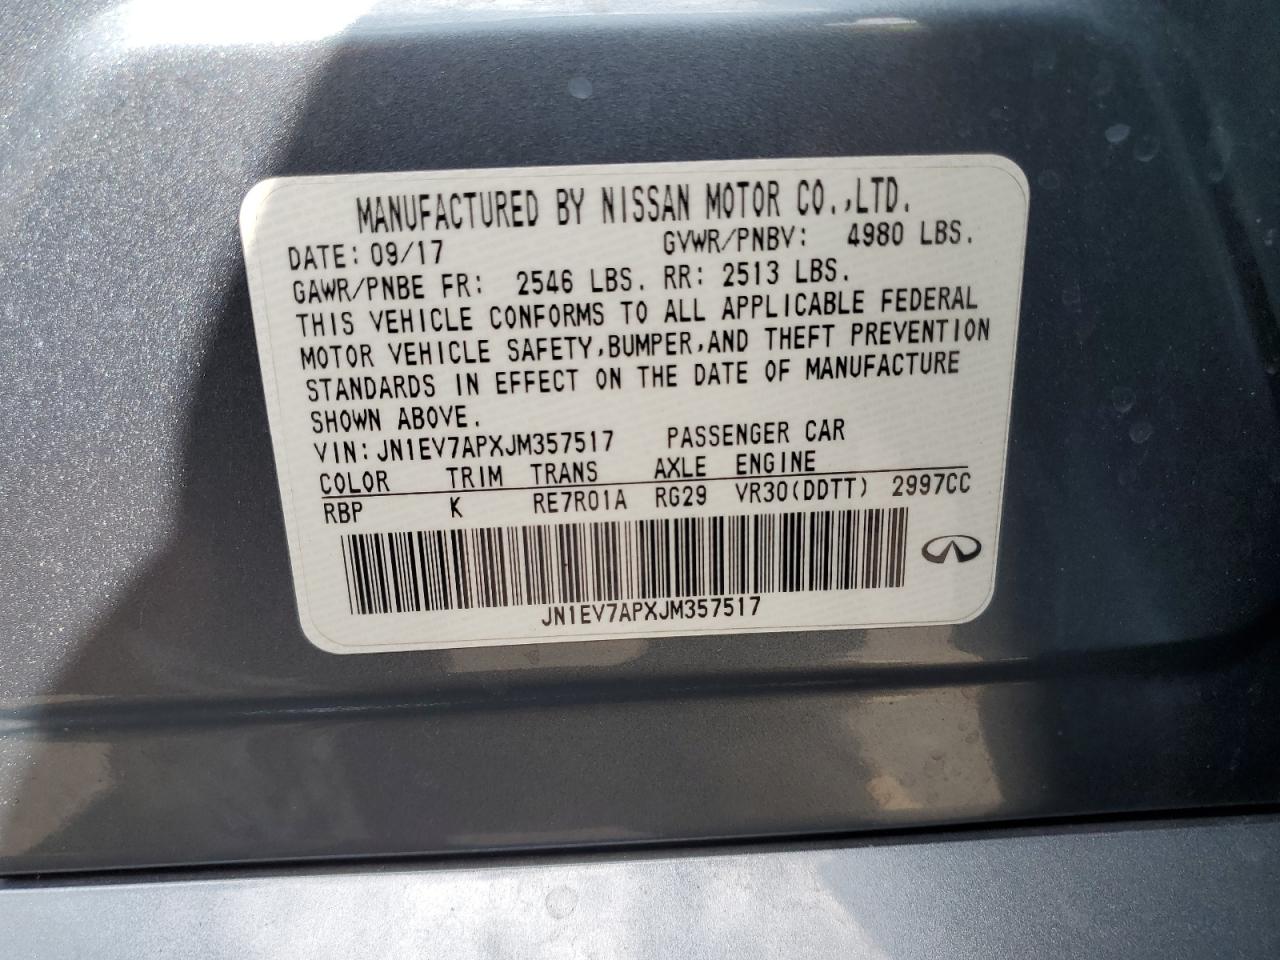 MANUFACTURED BY NISSAN MOTOR CO.,LTD.
DATE: 09/17 GVWR/PNBV: 4980 LBS.
GAWR/PNBE FR: 2546 LBS. RR: 2513 LBS.
THIS VEHICLE CONFORMS TO ALL APPLICABLE FEDERAL
MOTOR VEHICLE SAFETY,BUMPER,AND THEFT PREVENTION
STANDARDS IN EFFECT ON THE DATE OF MANUFACTURE
SHOWN ABOVE.
VIN: JN1EV7APXJM357517 PASSENGER CAR
COLOR TRIM TRANS AXLE ENGINE
RBP K RE7R01A RG29 VR30(DDTT) 2997CC
JN1EV7APXJM357517